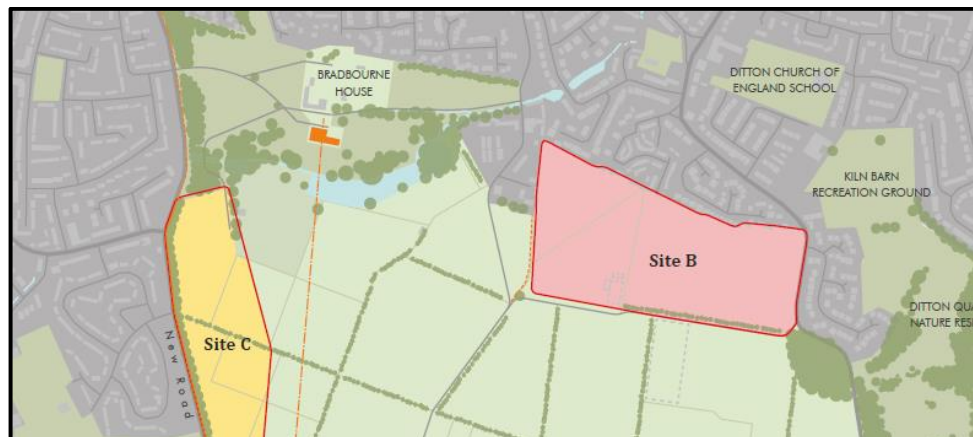 BRADBOURNE
HOUSE
DITTON CHURCH OF
ENGLAND SCHOOL
KILN BARN
RECREATION GROUND
Site B
DITTON QUA
NATURE RES
Site C
New Road